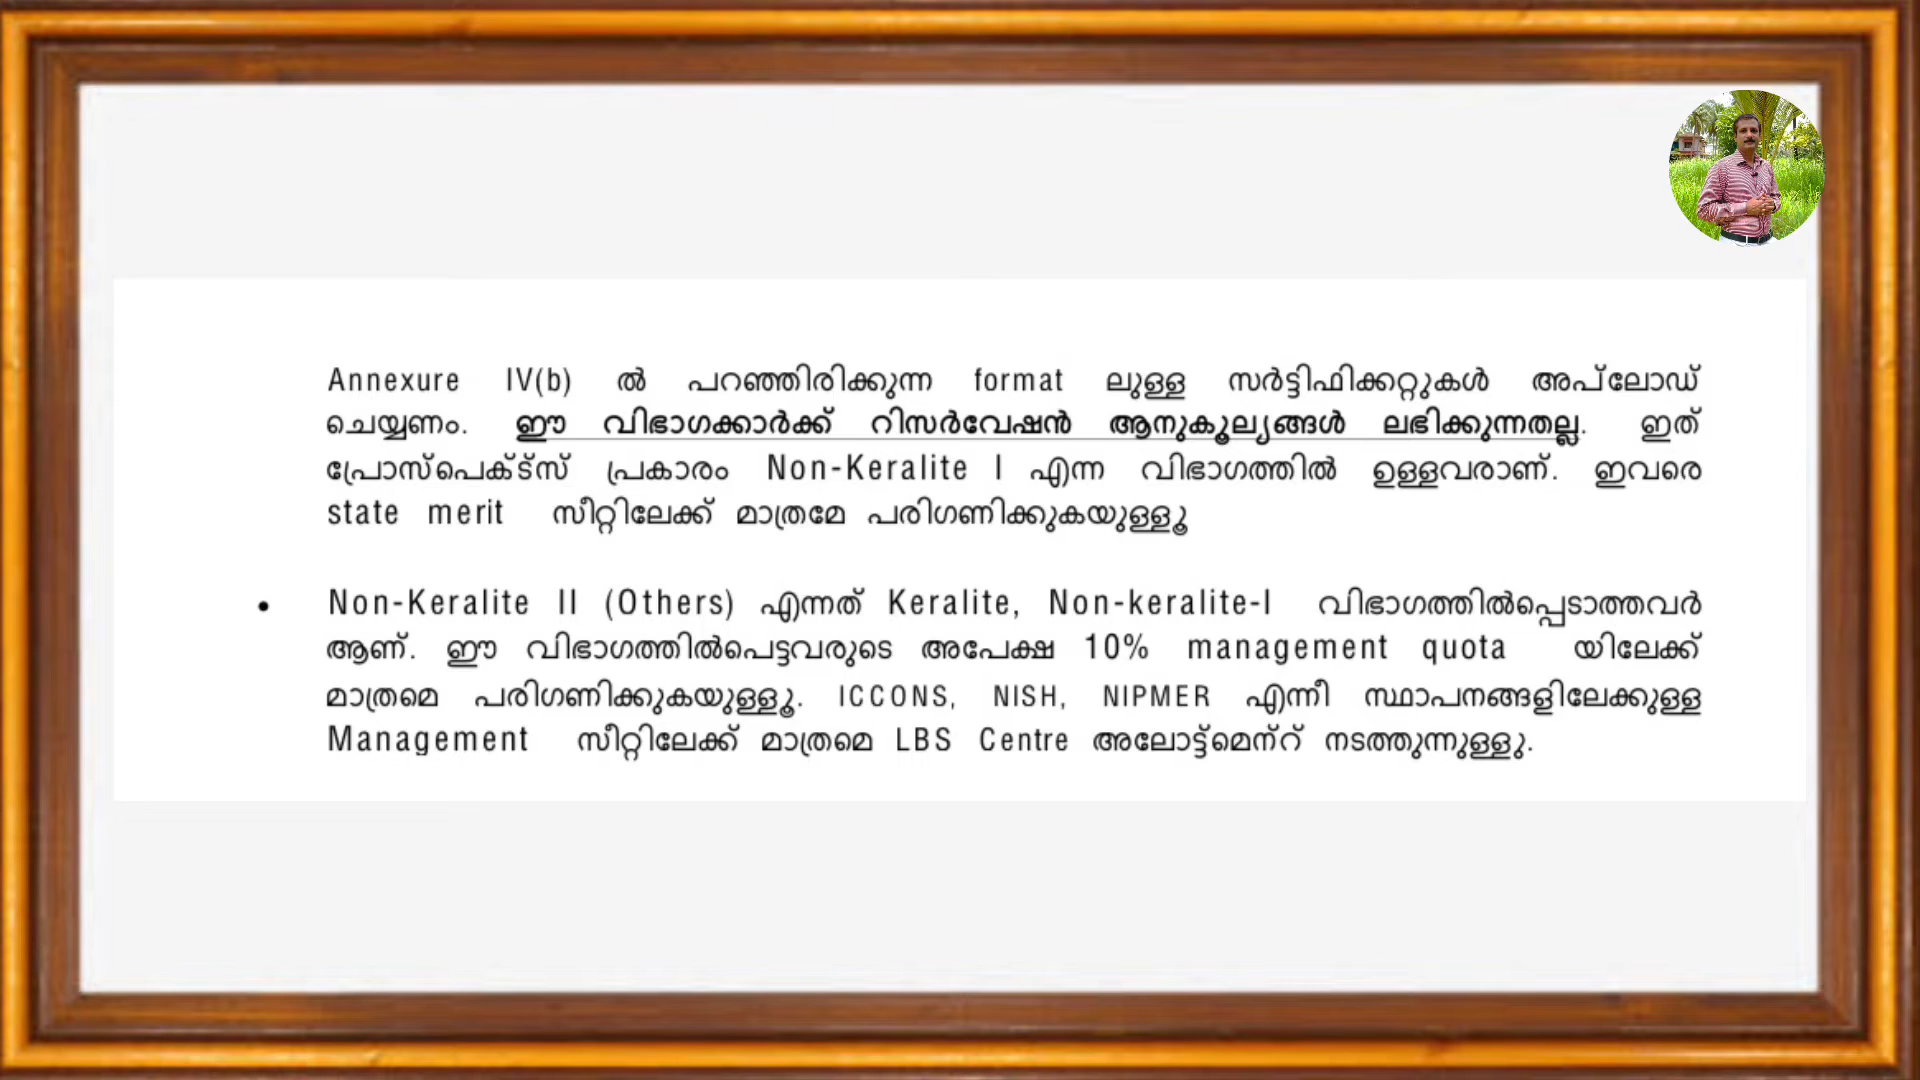 Annexure IV(b) ൽ പറഞ്ഞിരിക്കുന്ന format ലുള്ള സർട്ടിഫിക്കറ്റുകൾ അപ്‌ലോഡ്
ചെയ്യണം. ഈ വിഭാഗക്കാർക്ക് റിസർവേഷൻ ആനുകൂല്യങ്ങൾ ലഭിക്കുന്നതല്ല. ഇത്
പ്രോസ്പെക്ട്സ് പ്രകാരം Non-Keralite I എന്ന വിഭാഗത്തിൽ ഉള്ളവരാണ്. ഇവരെ
state merit സീറ്റിലേക്ക് മാത്രമേ പരിഗണിക്കുകയുള്ളൂ
• Non-Keralite II (Others) എന്നത് Keralite, Non-keralite-I വിഭാഗത്തിൽപ്പെടാത്തവർ
ആണ്. ഈ വിഭാഗത്തിൽപെട്ടവരുടെ അപേക്ഷ 10% management quota യിലേക്ക്
മാത്രമെ പരിഗണിക്കുകയുള്ളൂ. ICCONS, NISH, NIPMER എന്നീ സ്ഥാപനങ്ങളിലേക്കുള്ള
Management സീറ്റിലേക്ക് മാത്രമെ LBS Centre അലോട്ട്മെന്റ് നടത്തുന്നുള്ളു.